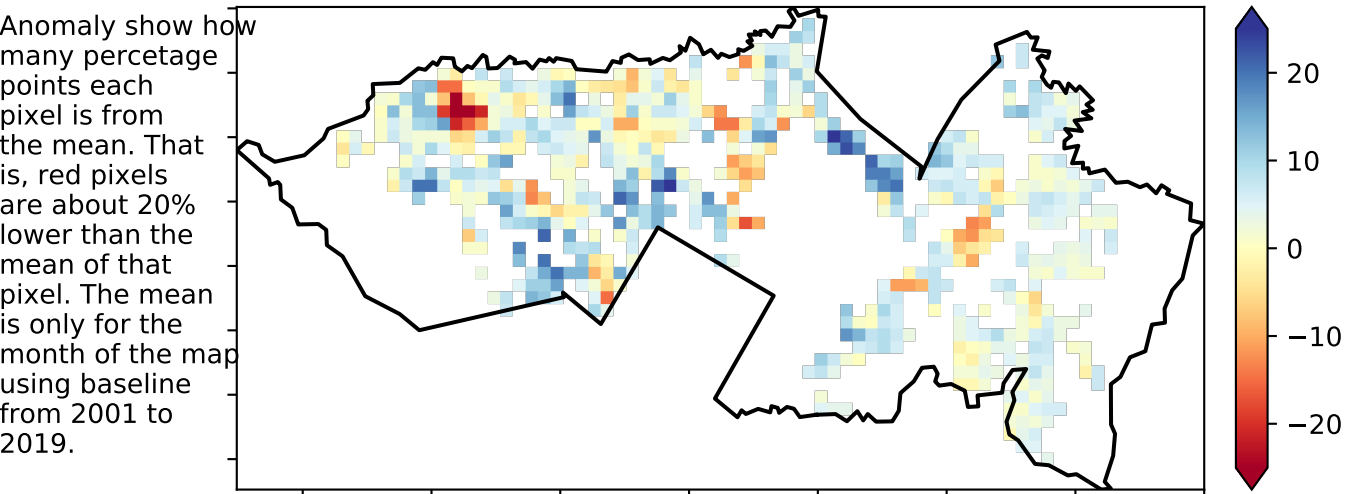 Anomaly show how
many percetage
points each
pixel is from
the mean. That
is, red pixels
are about 20%
lower than the
mean of that
pixel. The mean
is only for the
month of the map
using baseline
from 2001 to
2019.
20
10
0
−10
−20